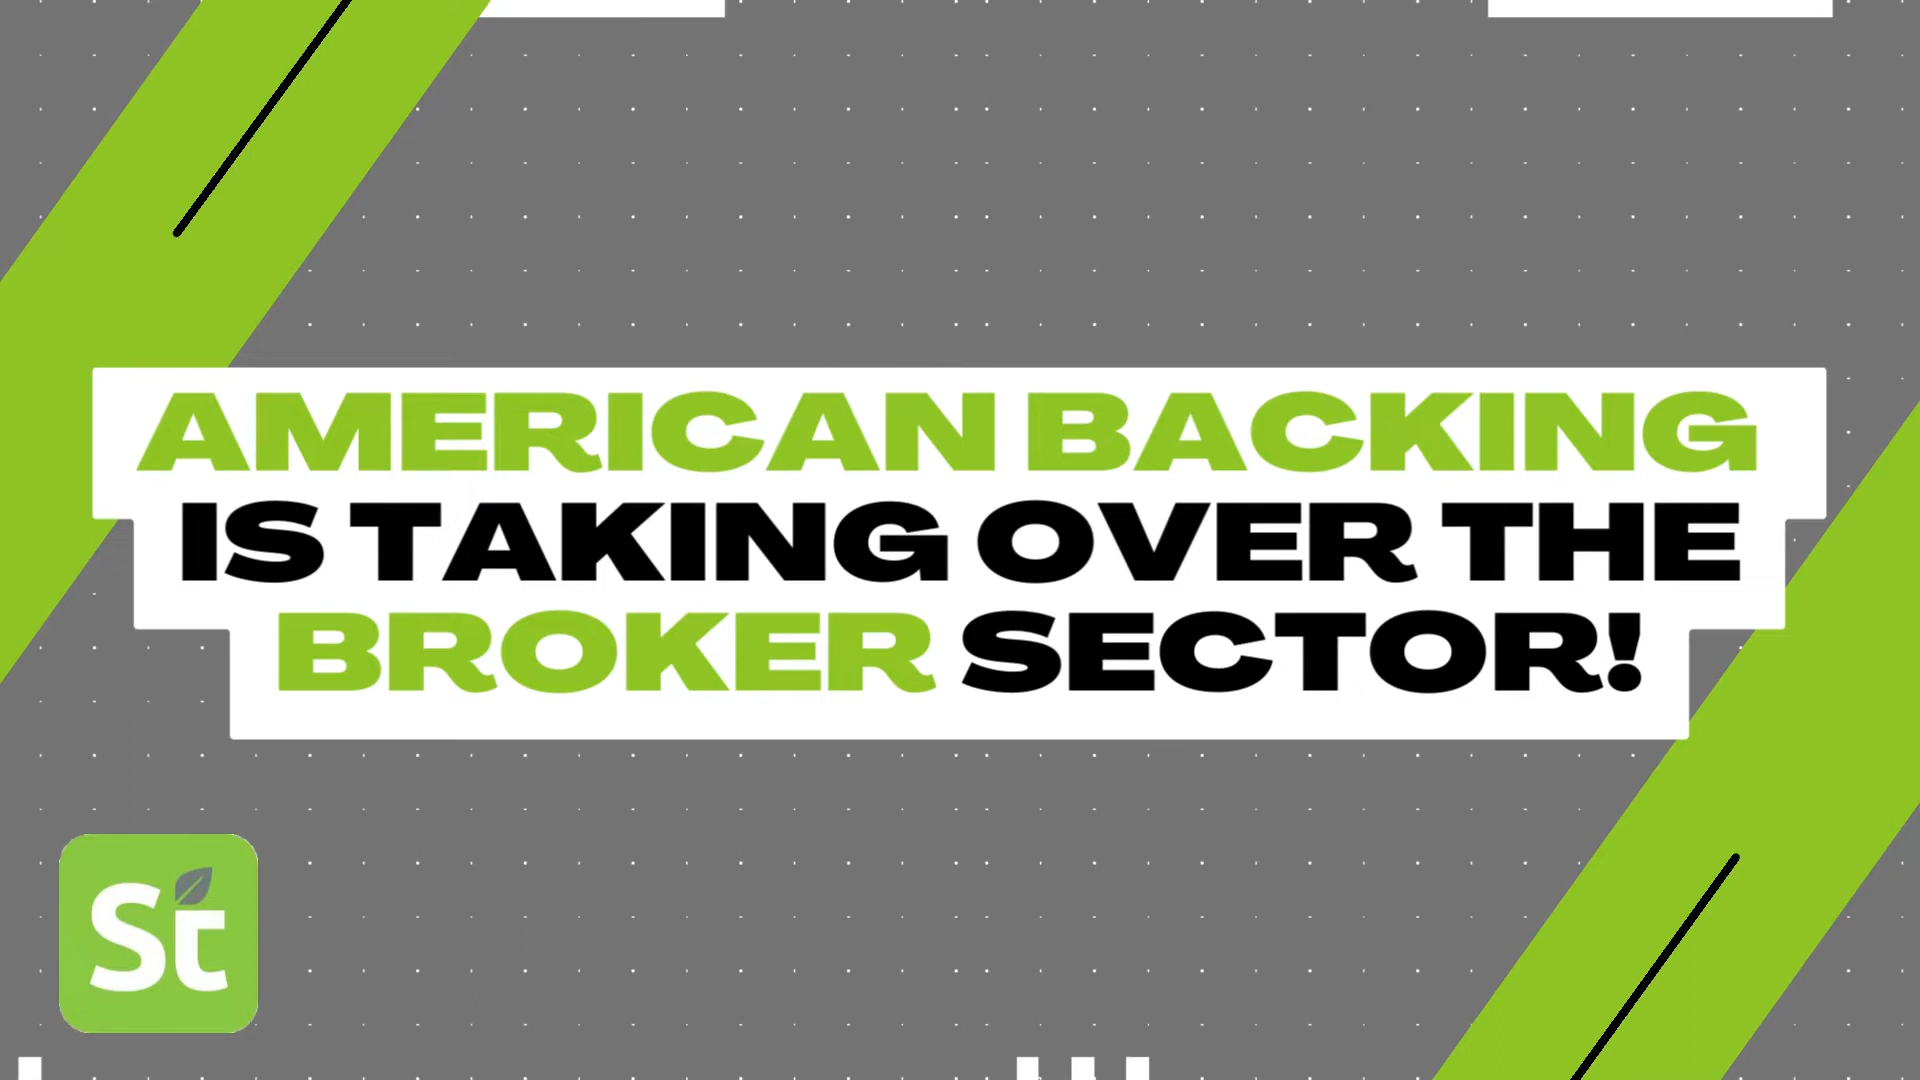 AMERICAN BACKING
IS TAKING OVER THE
BROKER SECTOR!
St